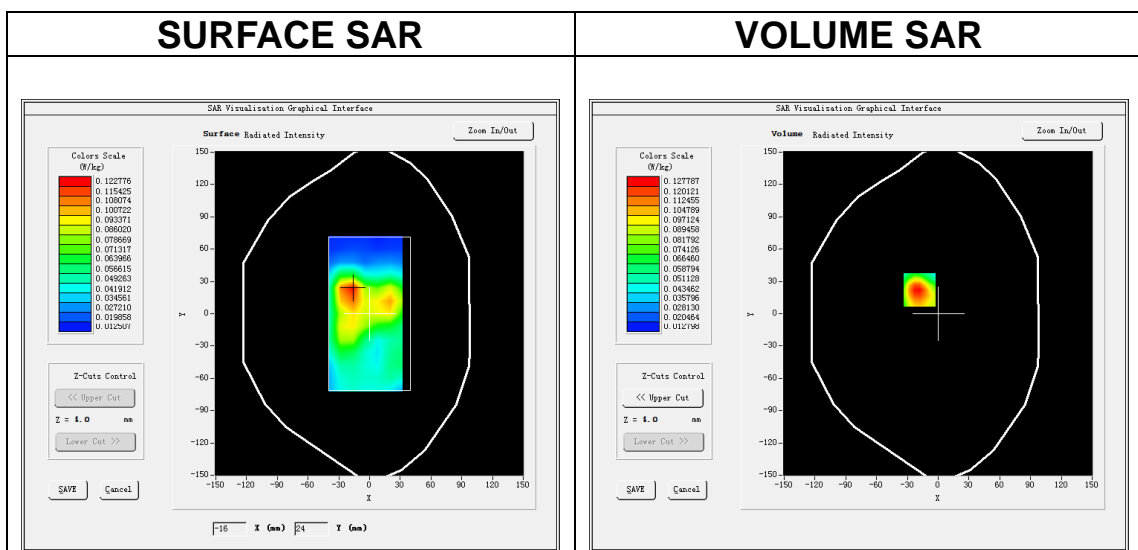 SURFACE SAR
VOLUME SAR
SAR Visualisation Graphical Interface
Surface Radiated Intensity
Zoom In/Out
Colors Scale
(W/kg)
0.122776
0.115425
0.108074
0.100722
0.093371
0.086020
0.078669
0.071317
0.063966
0.056615
0.049263
0.041912
0.034561
0.027210
0.019858
0.012507
150
120
90
60
30
0
-30
-60
-90
-120
-150
Y
-150 -120 -90 -60 -30 0 30 60 90 120 150
X
Z-Cuts Control
<< Upper Cut
Z = 4.0 mm
Lower Cut >>
SAVE Cancel
-16 X (mm) 24 Y (mm)
SAR Visualisation Graphical Interface
Volume Radiated Intensity
Zoom In/Out
Colors Scale
(W/kg)
0.127787
0.120121
0.112455
0.104789
0.097124
0.089458
0.081792
0.074126
0.066460
0.058794
0.051128
0.043462
0.035796
0.028130
0.020464
0.012798
150
120
90
60
30
0
-30
-60
-90
-120
-150
Y
-150 -120 -90 -60 -30 0 30 60 90 120 150
X
Z-Cuts Control
<< Upper Cut
Z = 4.0 mm
Lower Cut >>
SAVE Cancel